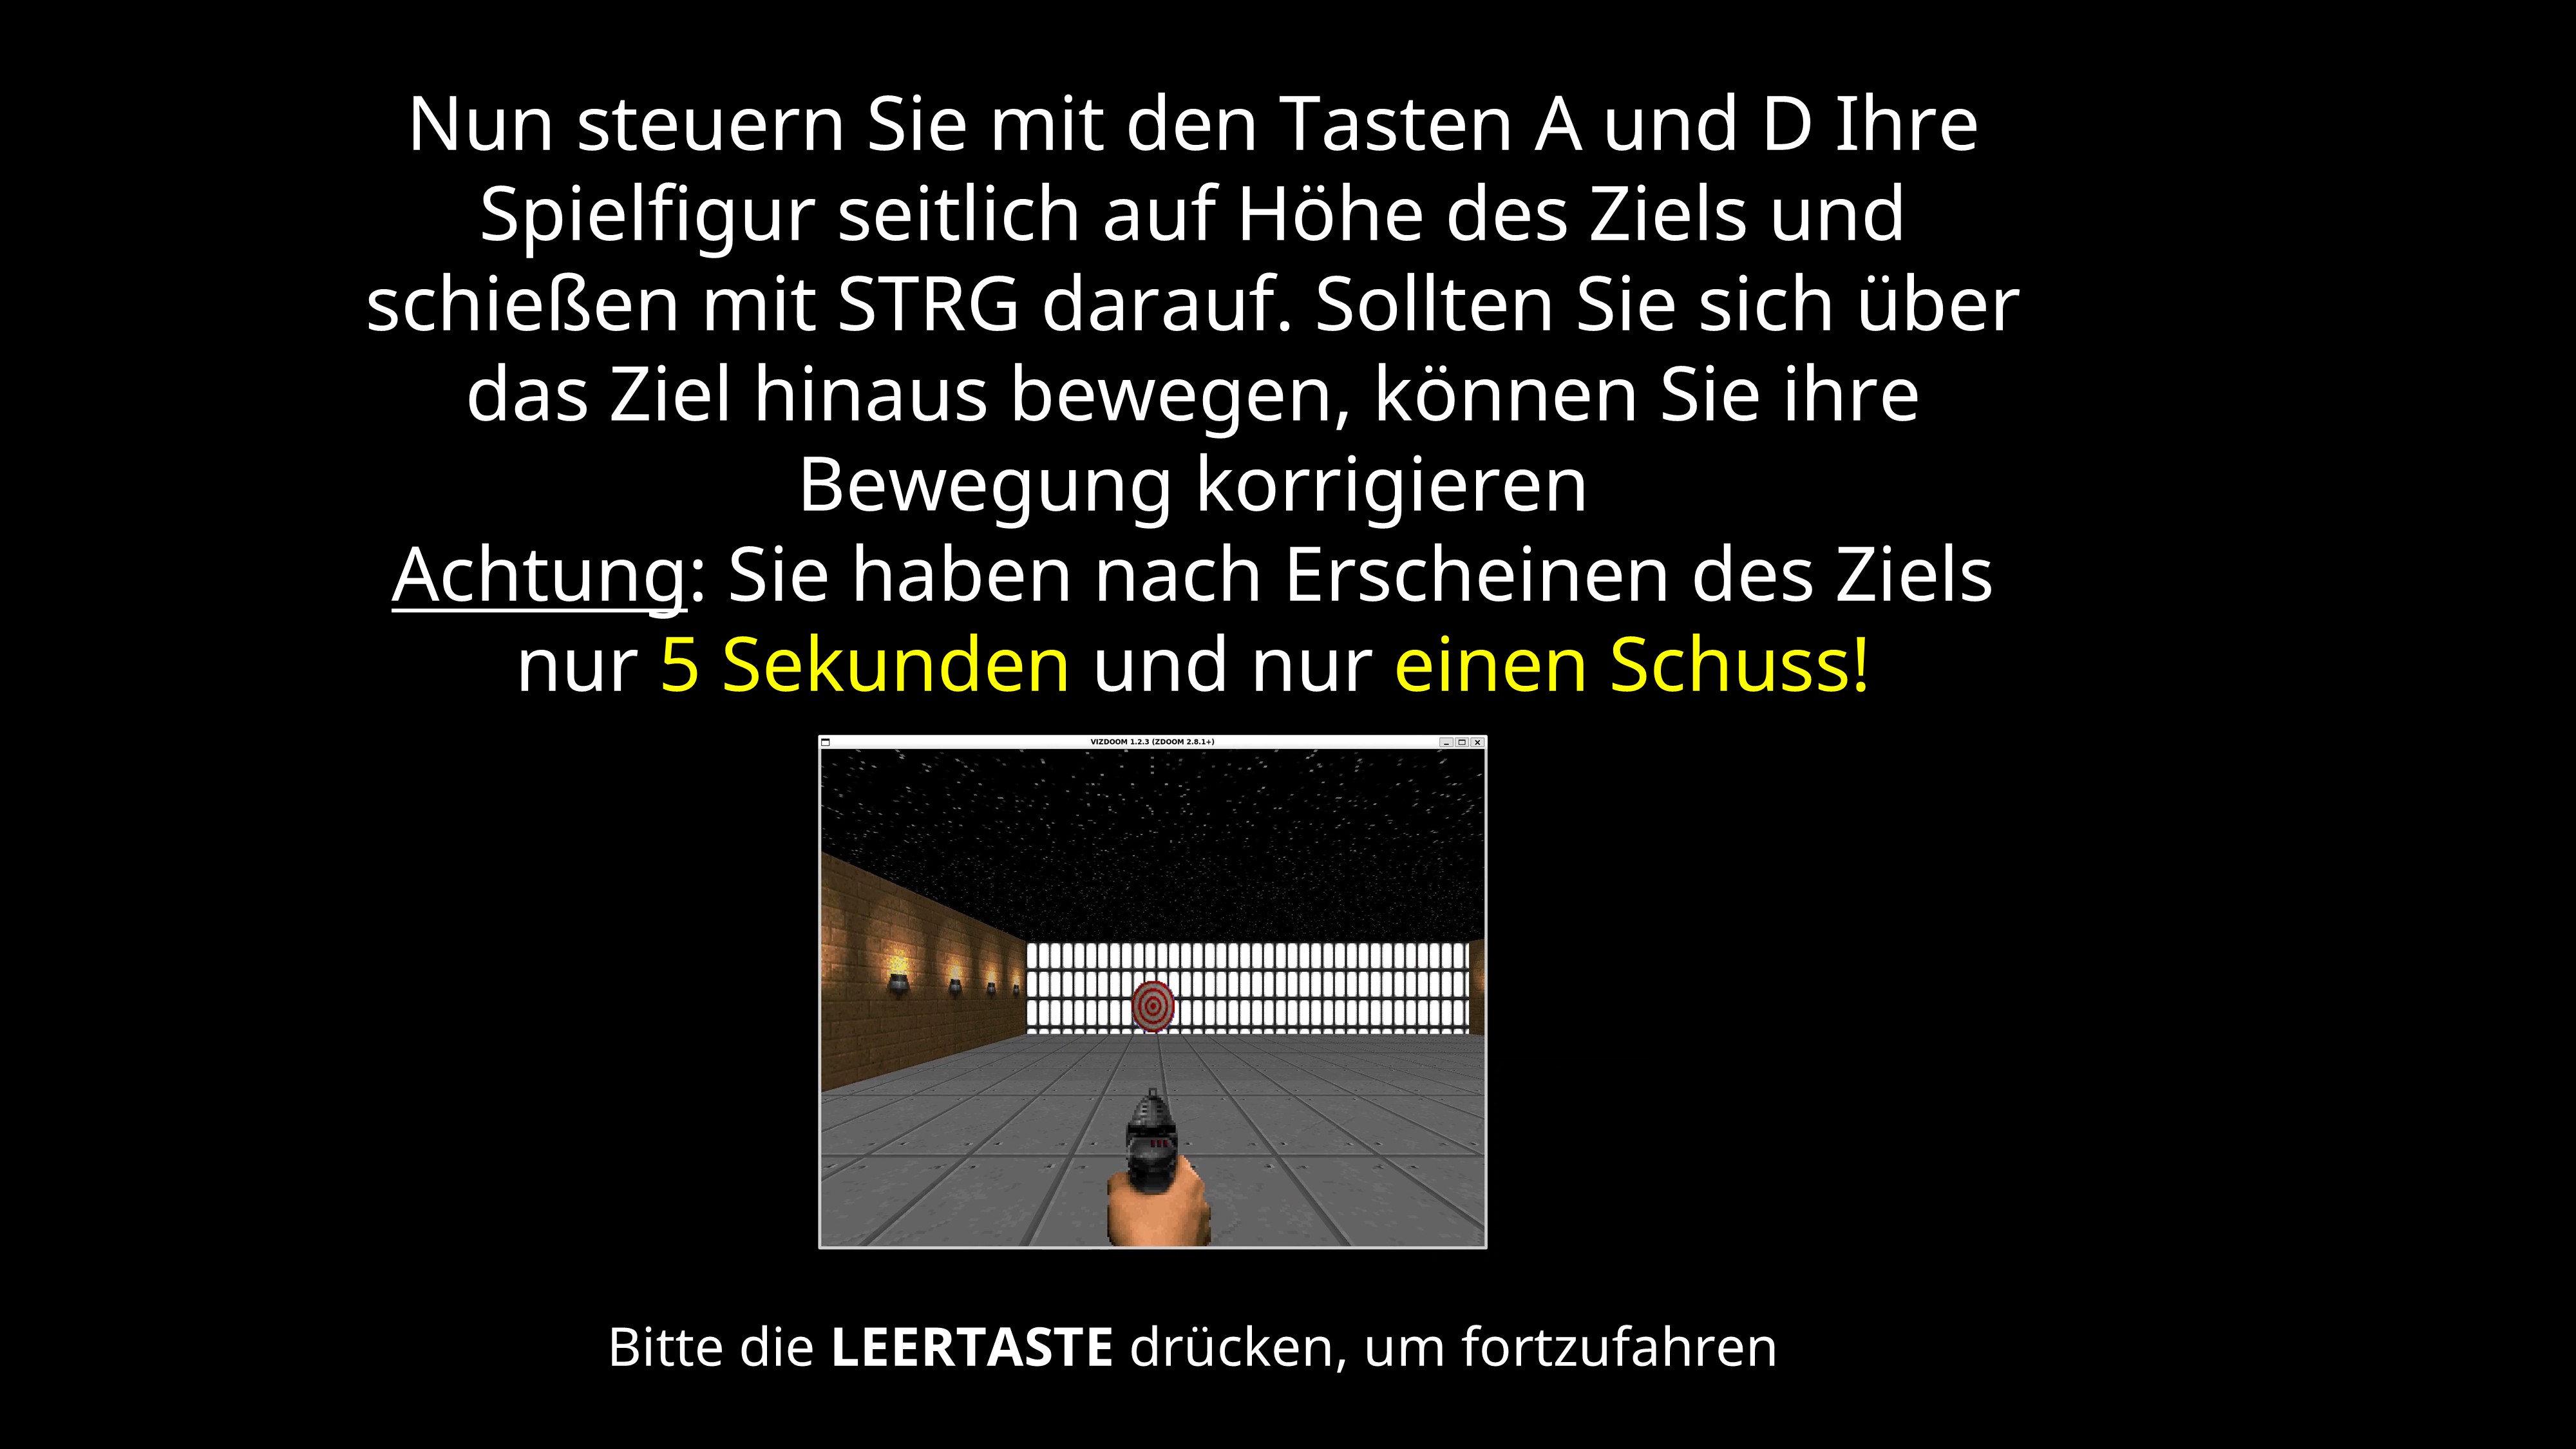 Nun steuern Sie mit den Tasten A und D Ihre
Spielfigur seitlich auf Höhe des Ziels und
schießen mit STRG darauf. Sollten Sie sich über
das Ziel hinaus bewegen, können Sie ihre
Bewegung korrigieren
Achtung: Sie haben nach Erscheinen des Ziels
nur 5 Sekunden und nur einen Schuss!
VIZDOOM 1.2.3 (ZDOOM 2.8.1+)
Bitte die LEERTASTE drücken, um fortzufahren